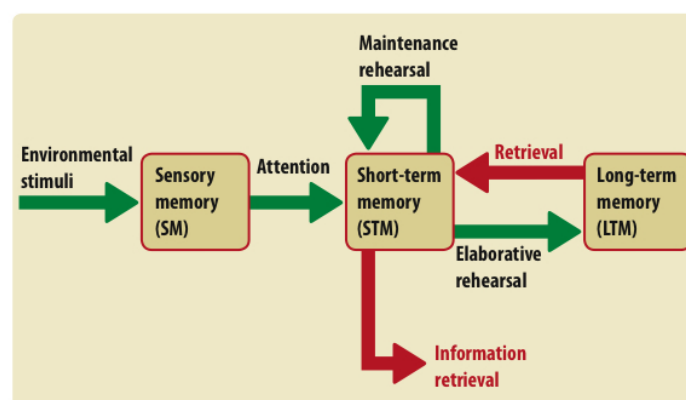 Maintenance
rehearsal
Environmental
stimuli
Attention
Retrieval
Sensory
memory
(SM)
Short-term
memory
(STM)
Long-term
memory
(LTM)
Elaborative
rehearsal
Information
retrieval